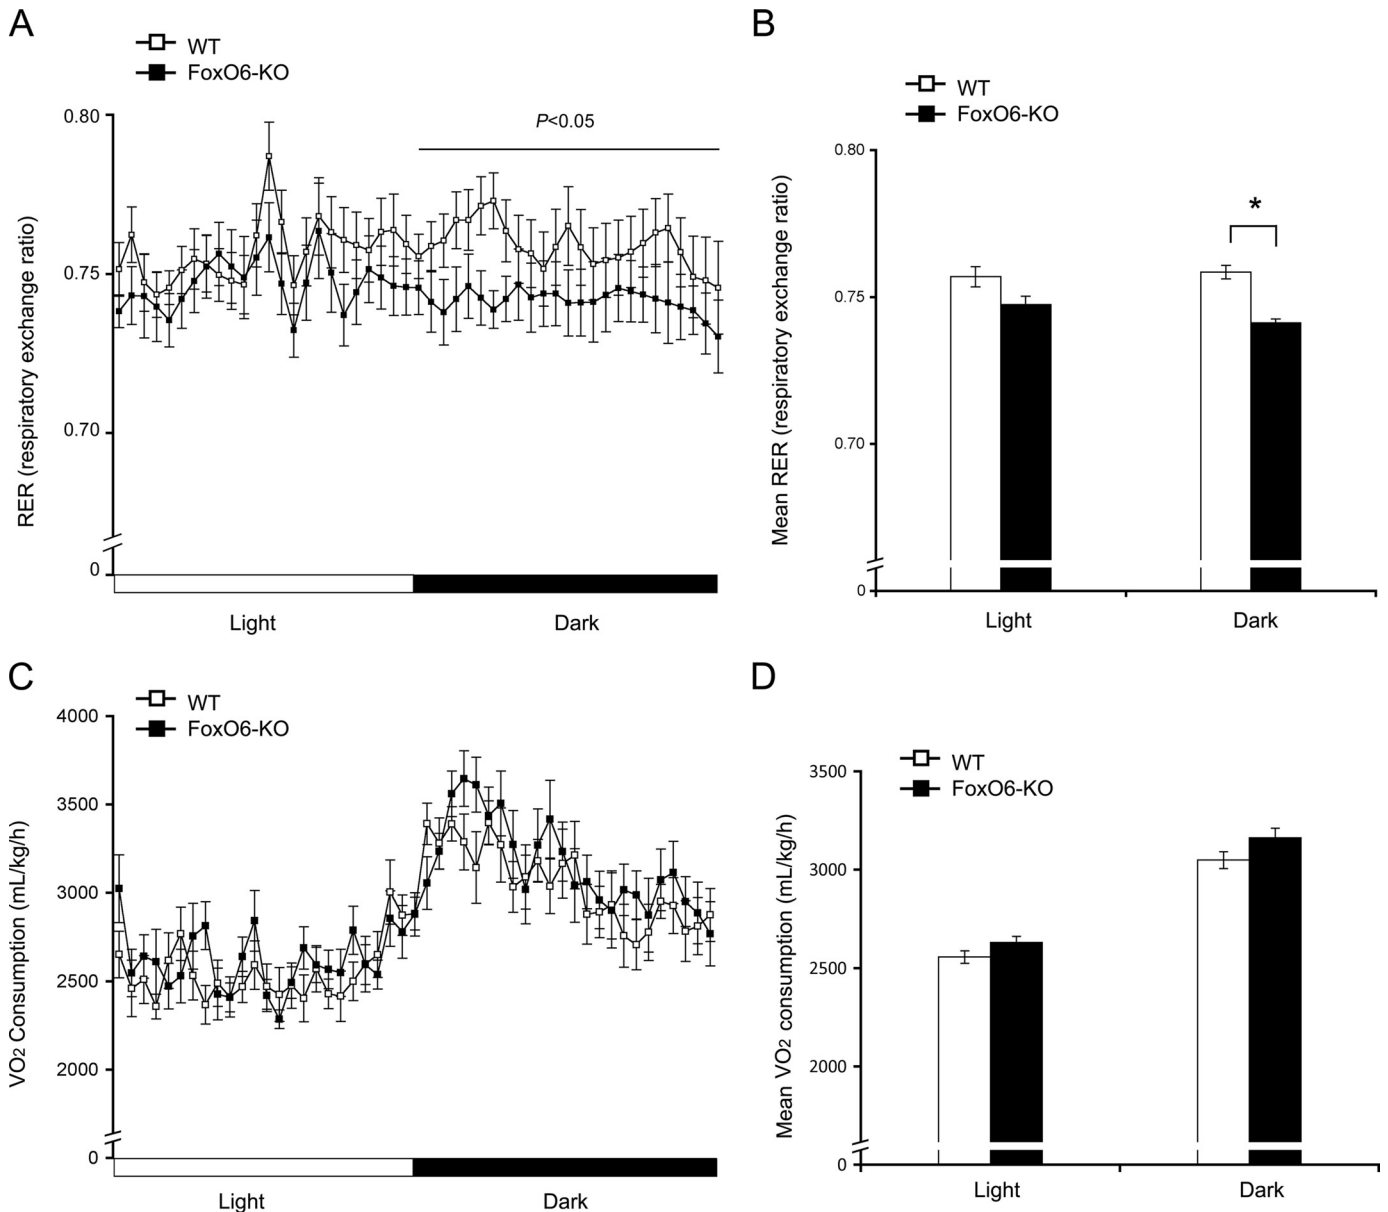 A
WT
FoxO6-KO
P<0.05
RER (respiratory exchange ratio)
0.80
0.75
0.70
0
Light
Dark
B
WT
FoxO6-KO
*
Mean RER (respiratory exchange ratio)
0.80
0.75
0.70
0
Light
Dark
C
WT
FoxO6-KO
VO2 Consumption (mL/kg/h)
4000
3500
3000
2500
2000
0
Light
Dark
D
WT
FoxO6-KO
Mean VO2 consumption (mL/kg/h)
3500
3000
2500
2000
0
Light
Dark